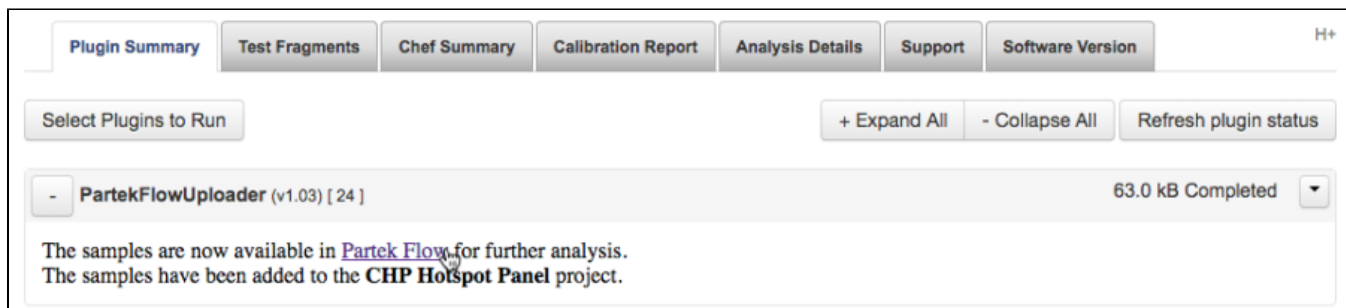 Plugin Summary Test Fragments Chef Summary Calibration Report Analysis Details Support Software Version H+
Select Plugins to Run + Expand All - Collapse All Refresh plugin status
- PartekFlowUploader (v1.03) [ 24 ] 63.0 kB Completed
The samples are now available in Partek Flow for further analysis.
The samples have been added to the CHP Hotspot Panel project.